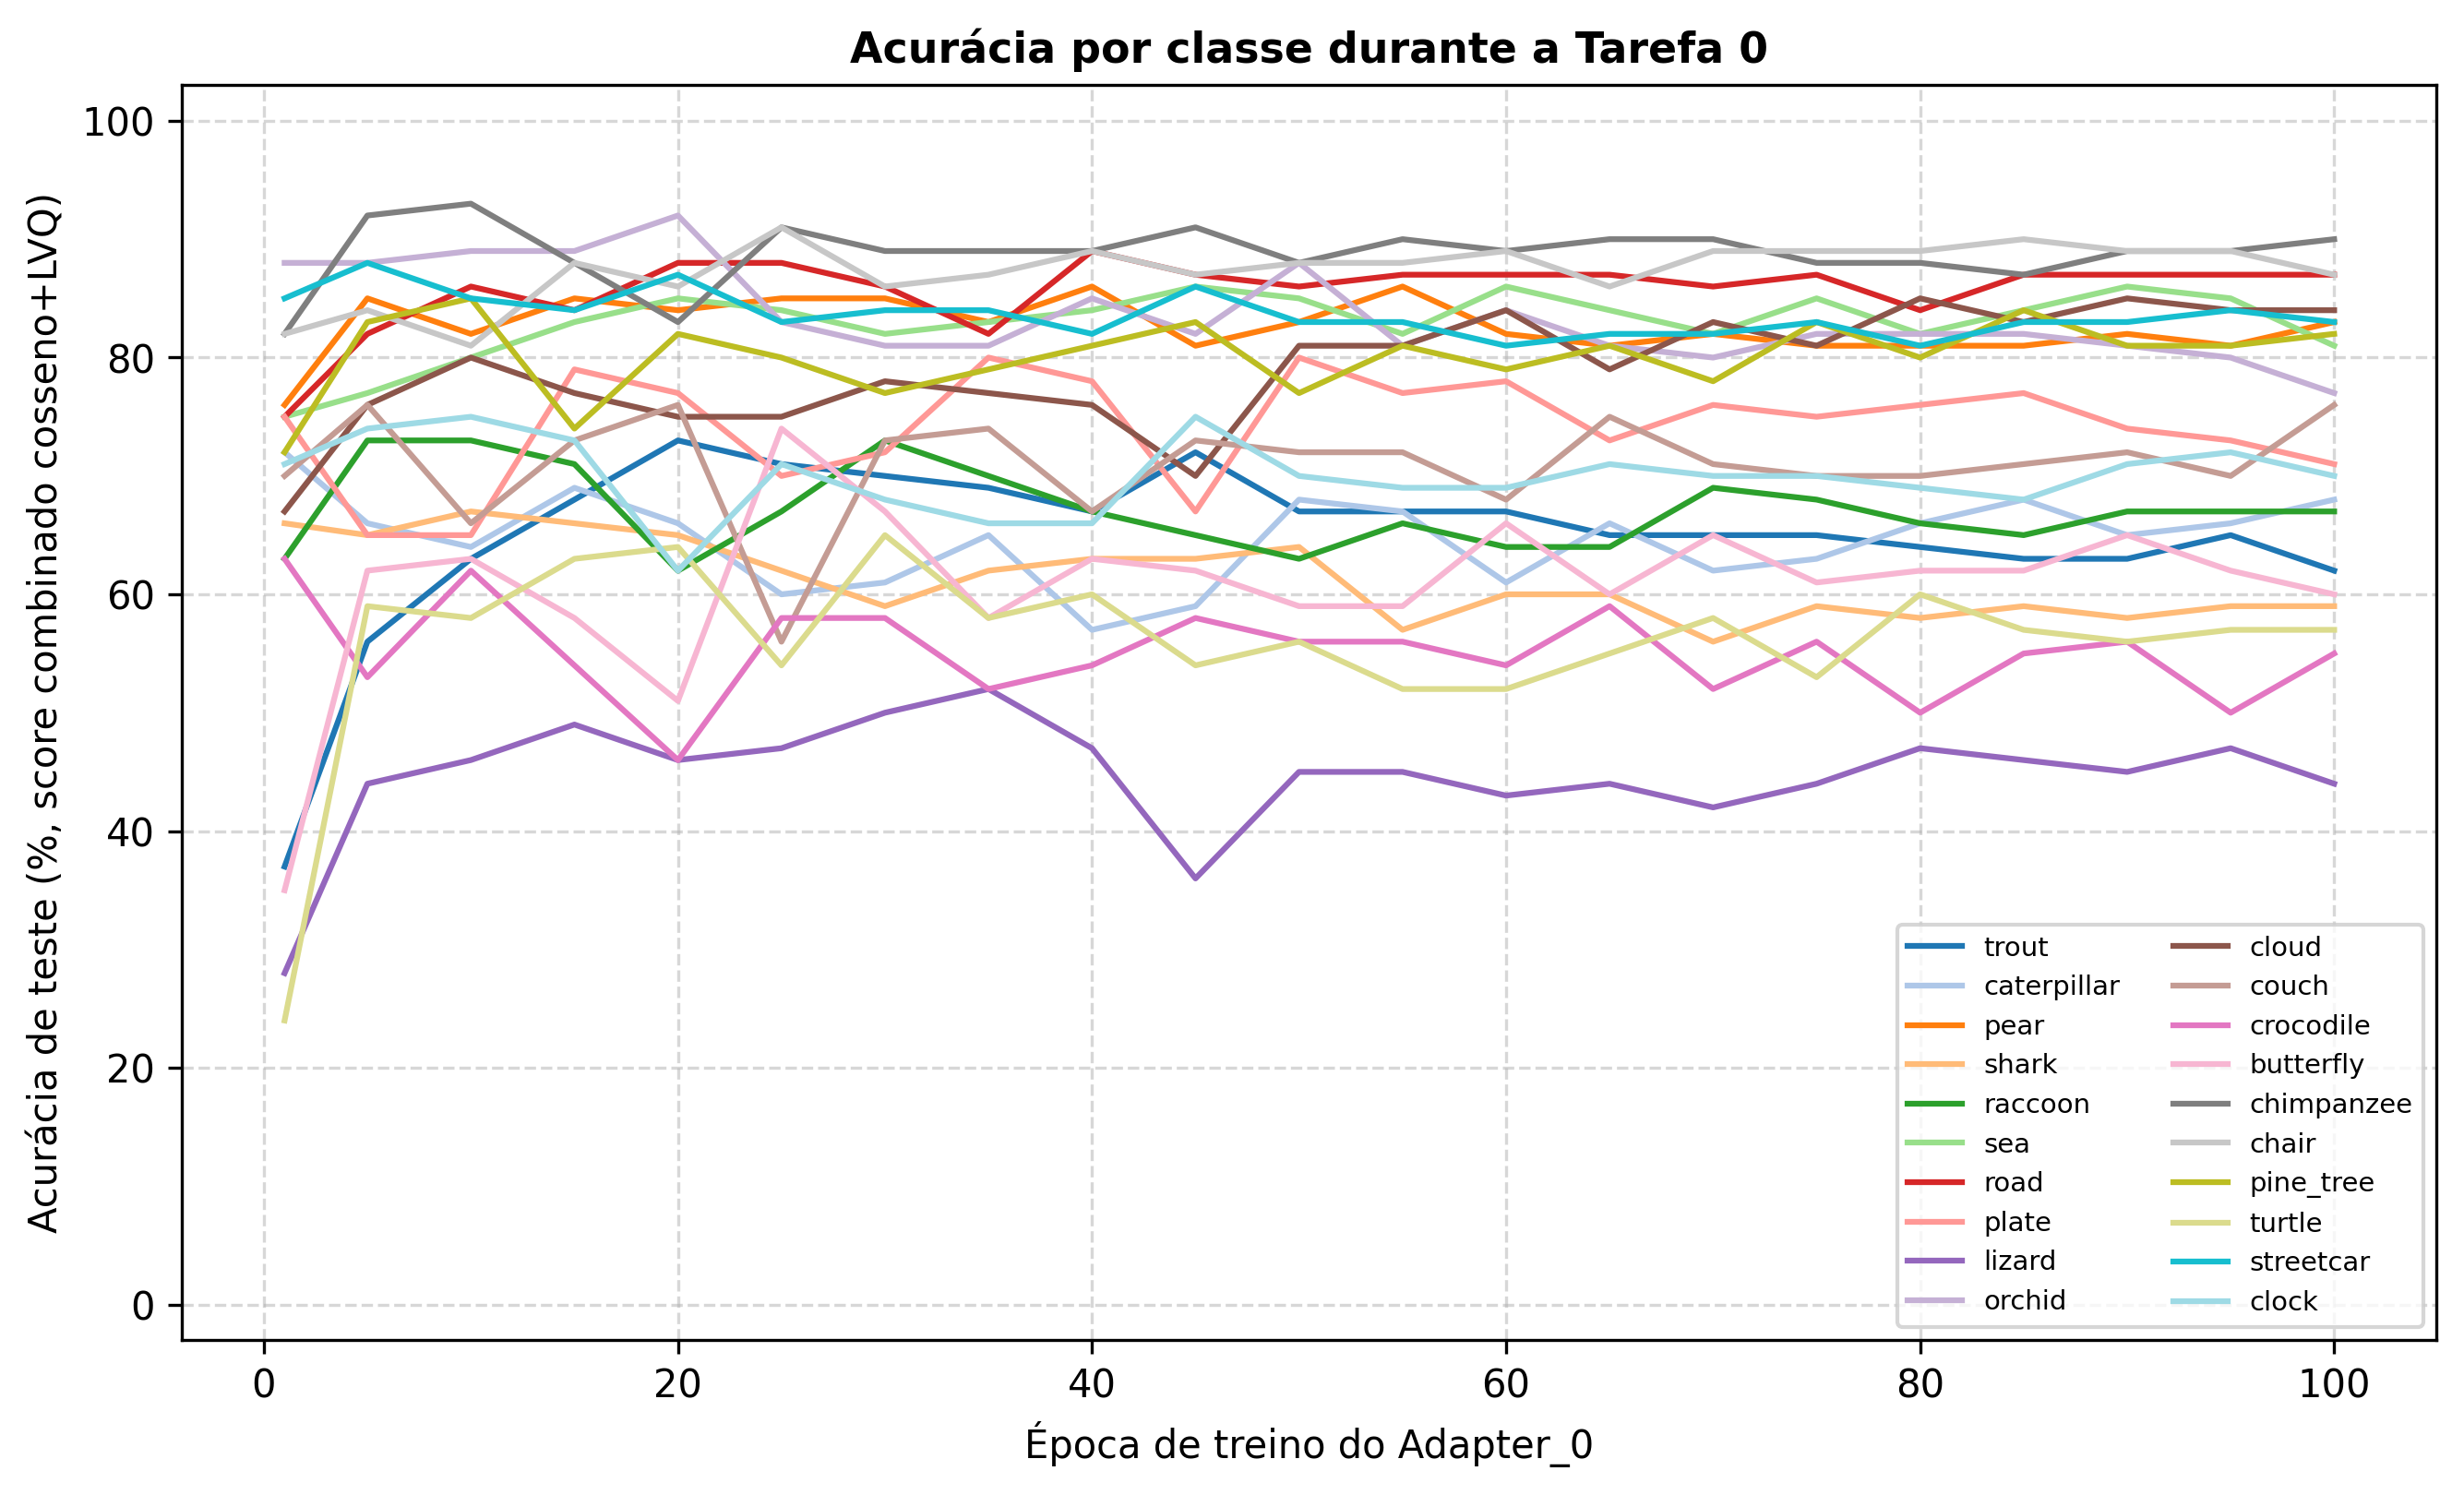 Acurácia por classe durante a Tarefa 0
Acurácia de teste (%, score combinado cosseno+LVQ)
100
80
60
40
20
0
0 20 40 60 80 100
Época de treino do Adapter_0
trout
caterpillar
pear
shark
raccoon
sea
road
plate
lizard
orchid
cloud
couch
crocodile
butterfly
chimpanzee
chair
pine_tree
turtle
streetcar
clock